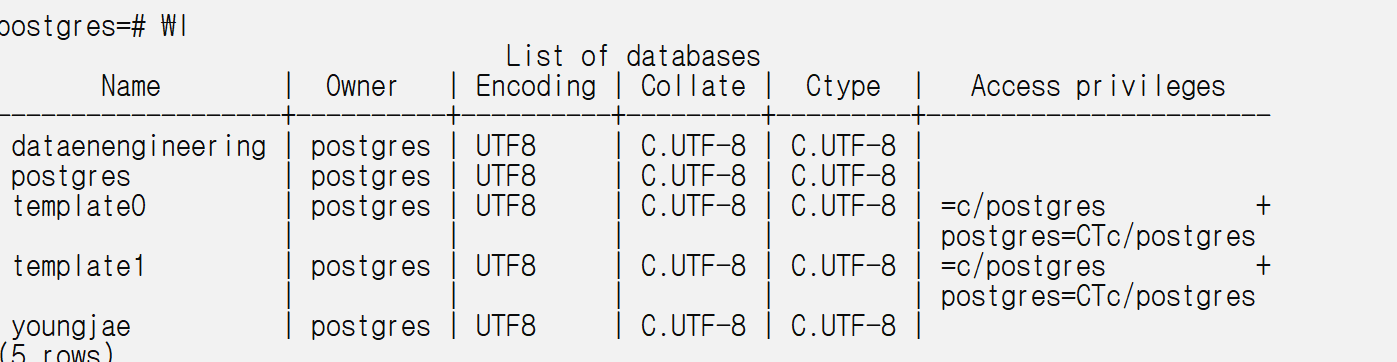 postgres=# ₩l
List of databases
Name | Owner | Encoding | Collate | Ctype | Access privileges
-------------------+----------+----------+---------+---------+-----------------------
dataenengineering | postgres | UTF8 | C.UTF-8 | C.UTF-8 |
postgres | postgres | UTF8 | C.UTF-8 | C.UTF-8 |
template0 | postgres | UTF8 | C.UTF-8 | C.UTF-8 | =c/postgres +
| | | | | postgres=CTc/postgres
template1 | postgres | UTF8 | C.UTF-8 | C.UTF-8 | =c/postgres +
| | | | | postgres=CTc/postgres
youngjae | postgres | UTF8 | C.UTF-8 | C.UTF-8 |
(5 rows)